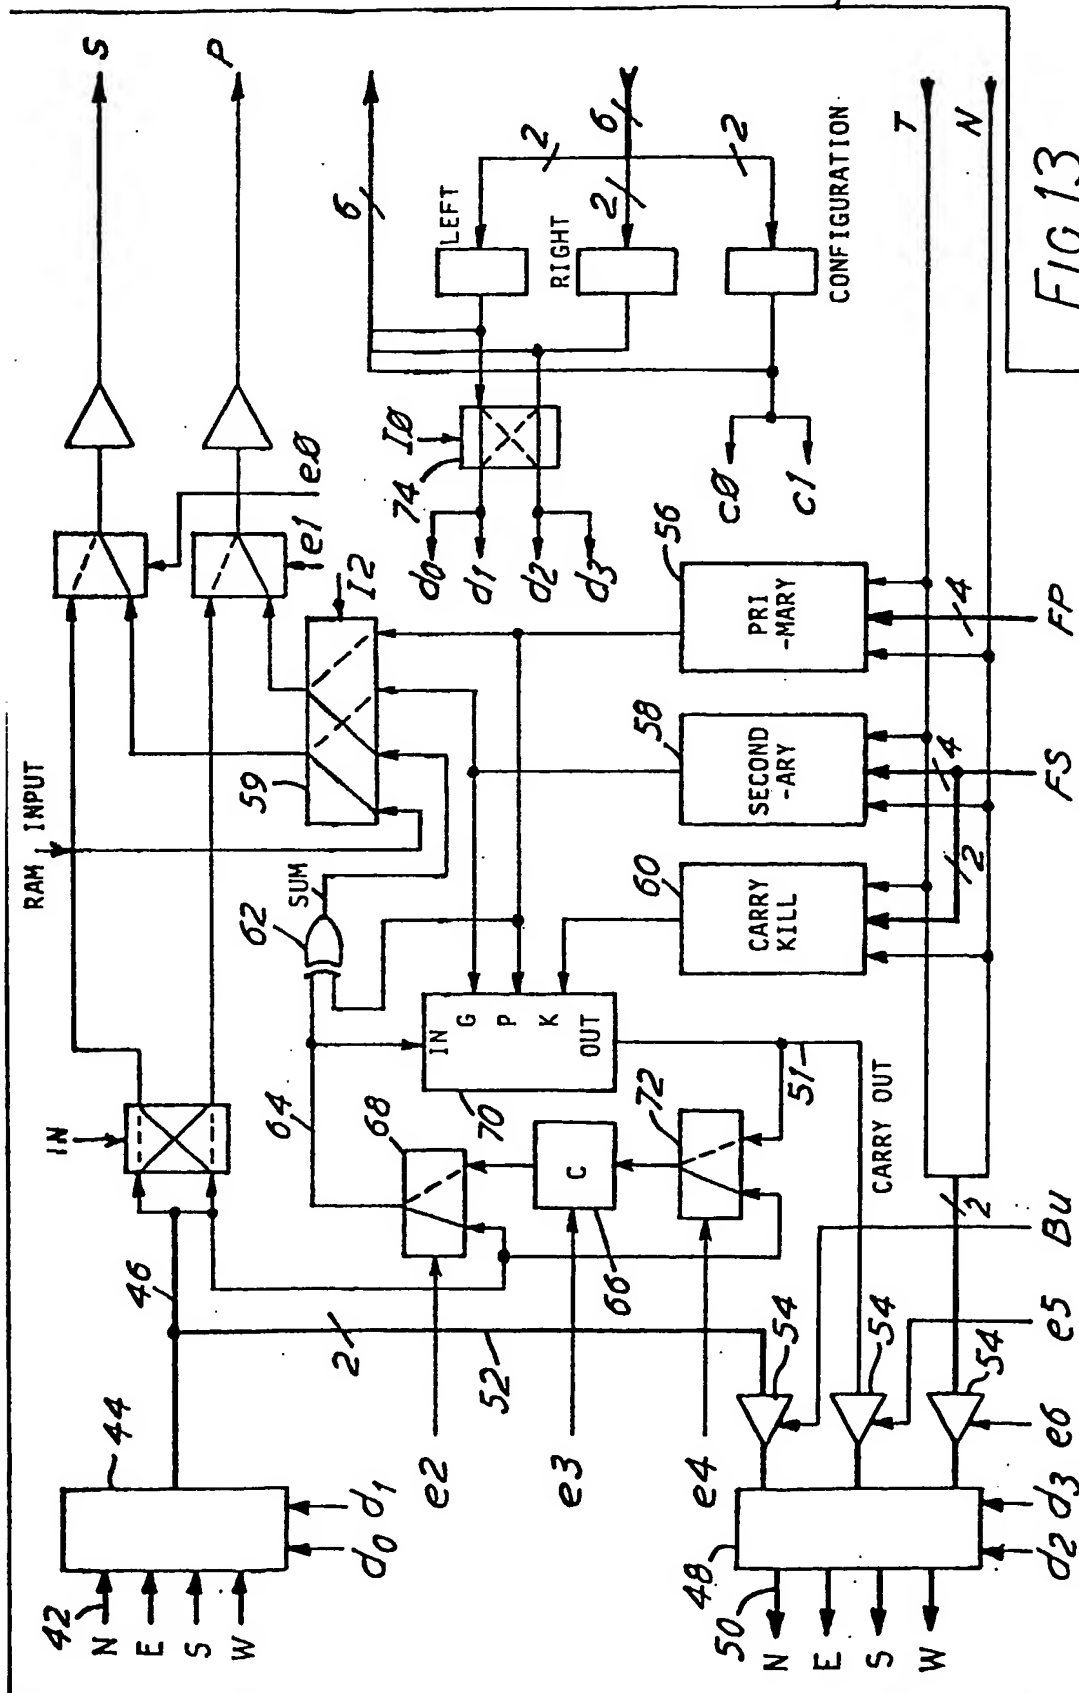 S
P
6
LEFT
2
6
2
RIGHT
2
CONFIGURATION
T
N
FIG 13
IØ
74
d0
d1
d2
d3
cØ
c1
eØ
e1
I2
59
RAM INPUT
SUM
62
IN
64
IN
G
P
K
OUT
70
68
C
66
72
51
CARRY OUT
PRI
-MARY
56
SECOND
-ARY
58
CARRY
KILL
60
4
FP
4
2
FS
46
2
52
44
42
N
E
S
W
d0
d1
e2
e3
e4
54
54
54
2
BU
e5
e6
48
50
N
E
S
W
d2
d3